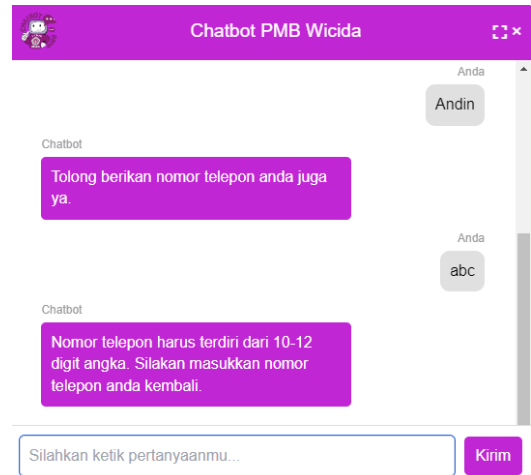 Chatbot PMB Wicida
Anda
Andin
Chatbot
Tolong berikan nomor telepon anda juga
ya.
Anda
abc
Chatbot
Nomor telepon harus terdiri dari 10-12
digit angka. Silakan masukkan nomor
telepon anda kembali.
Silahkan ketik pertanyaanmu...
Kirim